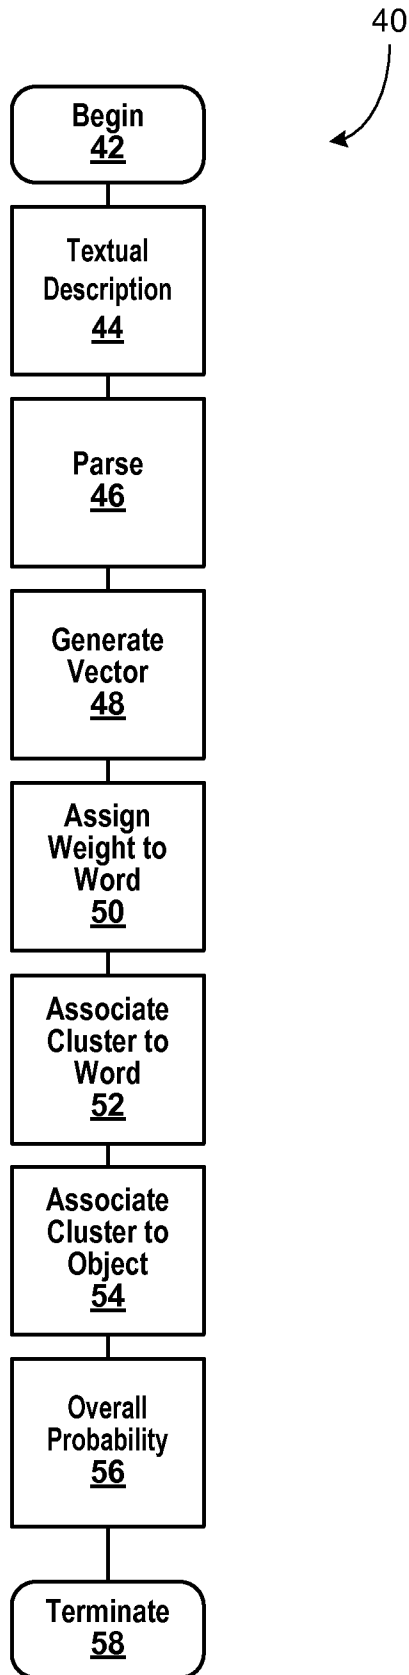 40
Begin
42
Textual
Description
44
Parse
46
Generate
Vector
48
Assign
Weight to
Word
50
Associate
Cluster to
Word
52
Associate
Cluster to
Object
54
Overall
Probability
56
Terminate
58